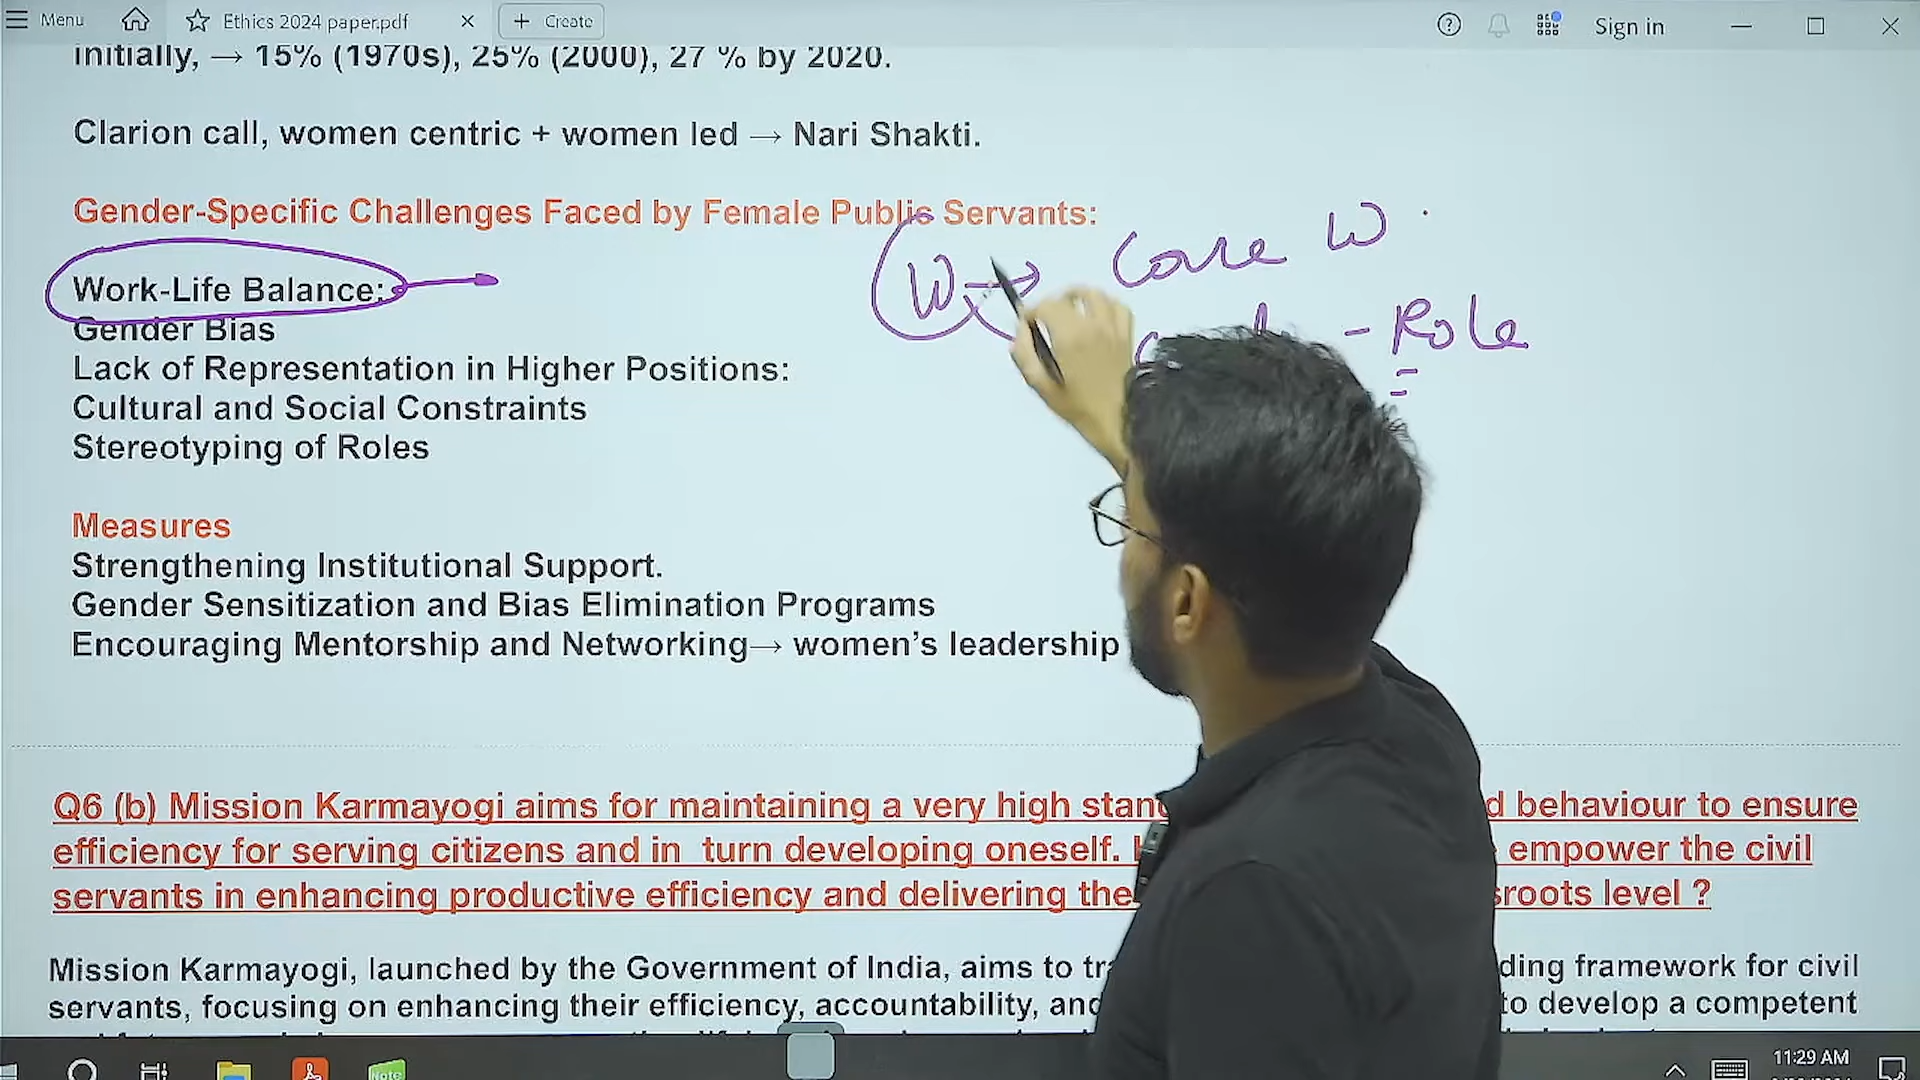 Menu
Ethics 2024 paper.pdf
Create
Sign in
initially, → 15% (1970s), 25% (2000), 27 % by 2020.
Clarion call, women centric + women led → Nari Shakti.
Gender-Specific Challenges Faced by Female Public Servants:
W → Care W
- Role
Work-Life Balance:
Gender Bias
Lack of Representation in Higher Positions:
Cultural and Social Constraints
Stereotyping of Roles
Measures
Strengthening Institutional Support.
Gender Sensitization and Bias Elimination Programs
Encouraging Mentorship and Networking→ women's leadership
Q6 (b) Mission Karmayogi aims for maintaining a very high behaviour to ensure
efficiency for serving citizens and in turn developing oneself. empower the civil
servants in enhancing productive efficiency and delivering the level ?
Mission Karmayogi, launched by the Government of India, aims to framework for civil
servants, focusing on enhancing their efficiency, accountability, and to develop a competent
Note
11:29 AM